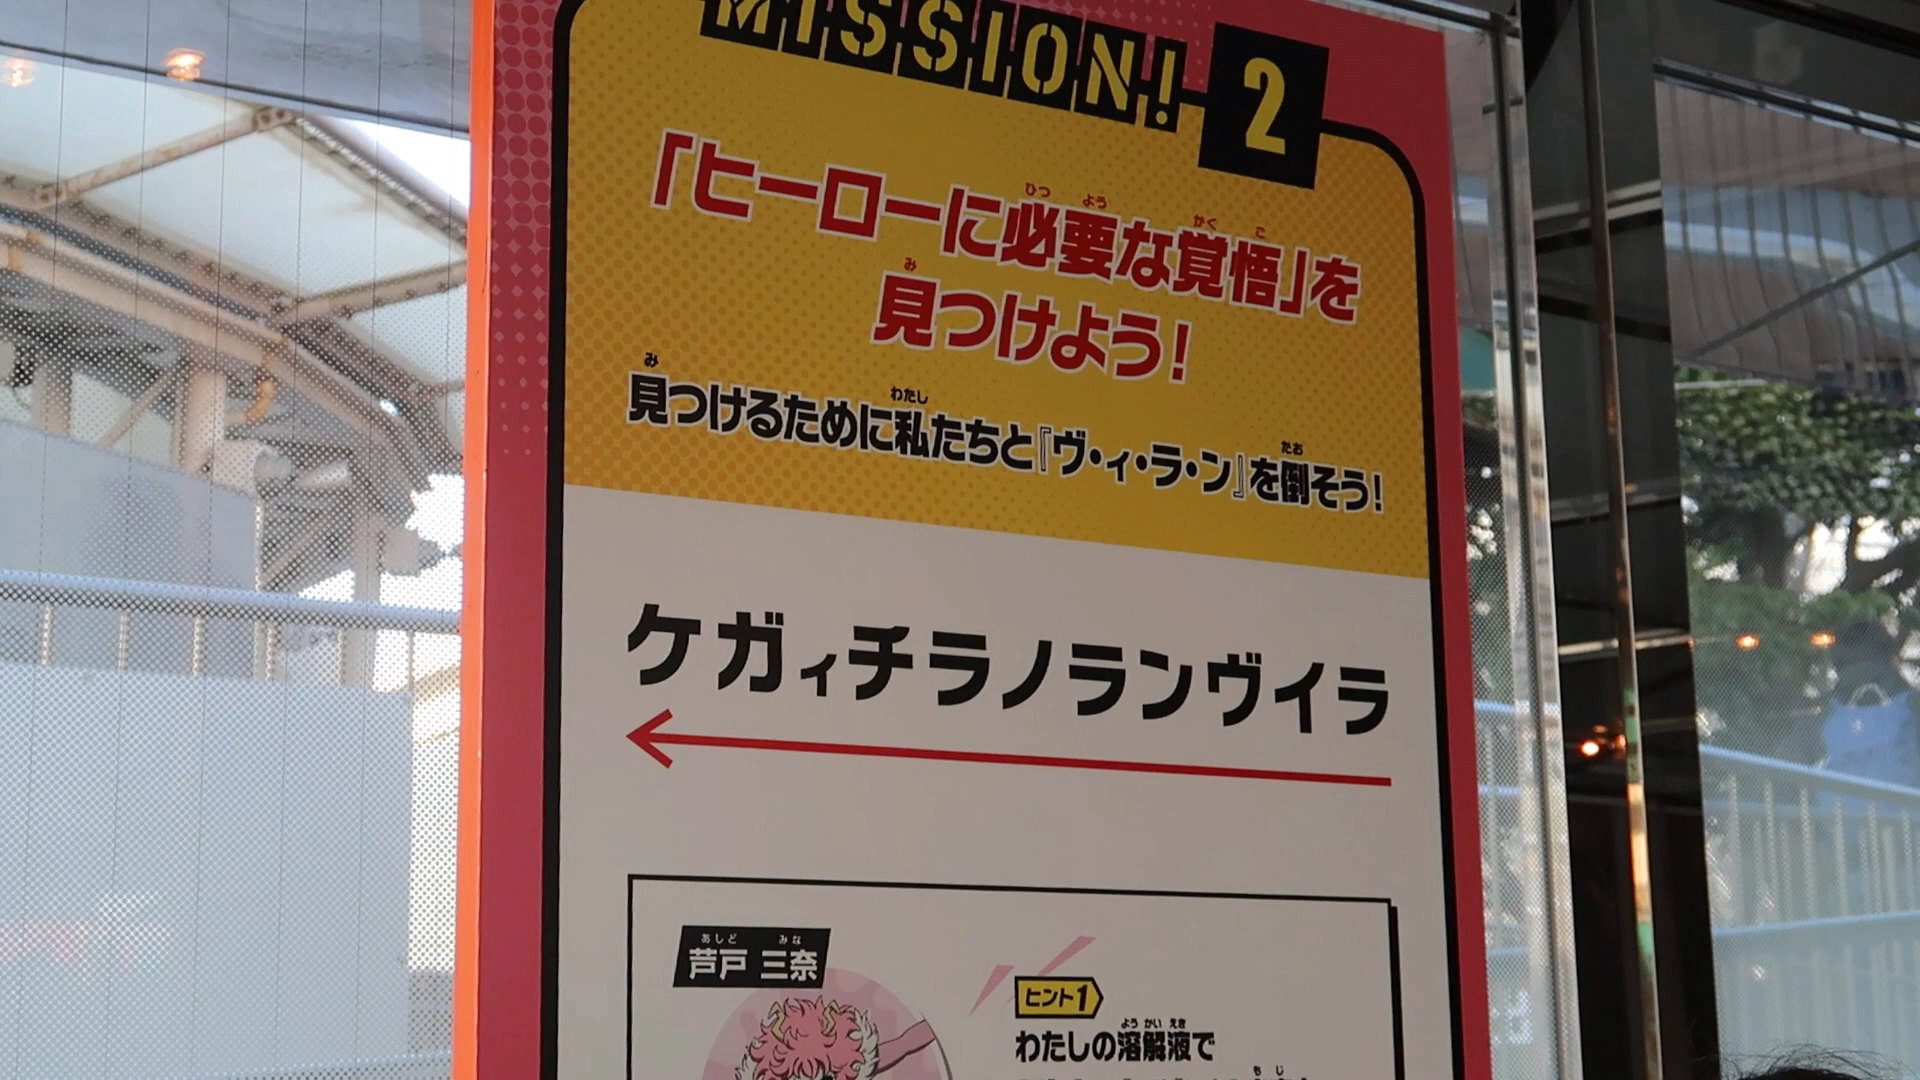 MISSION! 2
「ヒーローに必要な覚悟」を
見つけよう!
見つけるために私たちと『ヴ・ィ・ラ・ン』を倒そう!
ケガィチラノランヴイラ
芦戸 三奈
ヒント1
わたしの溶解液で